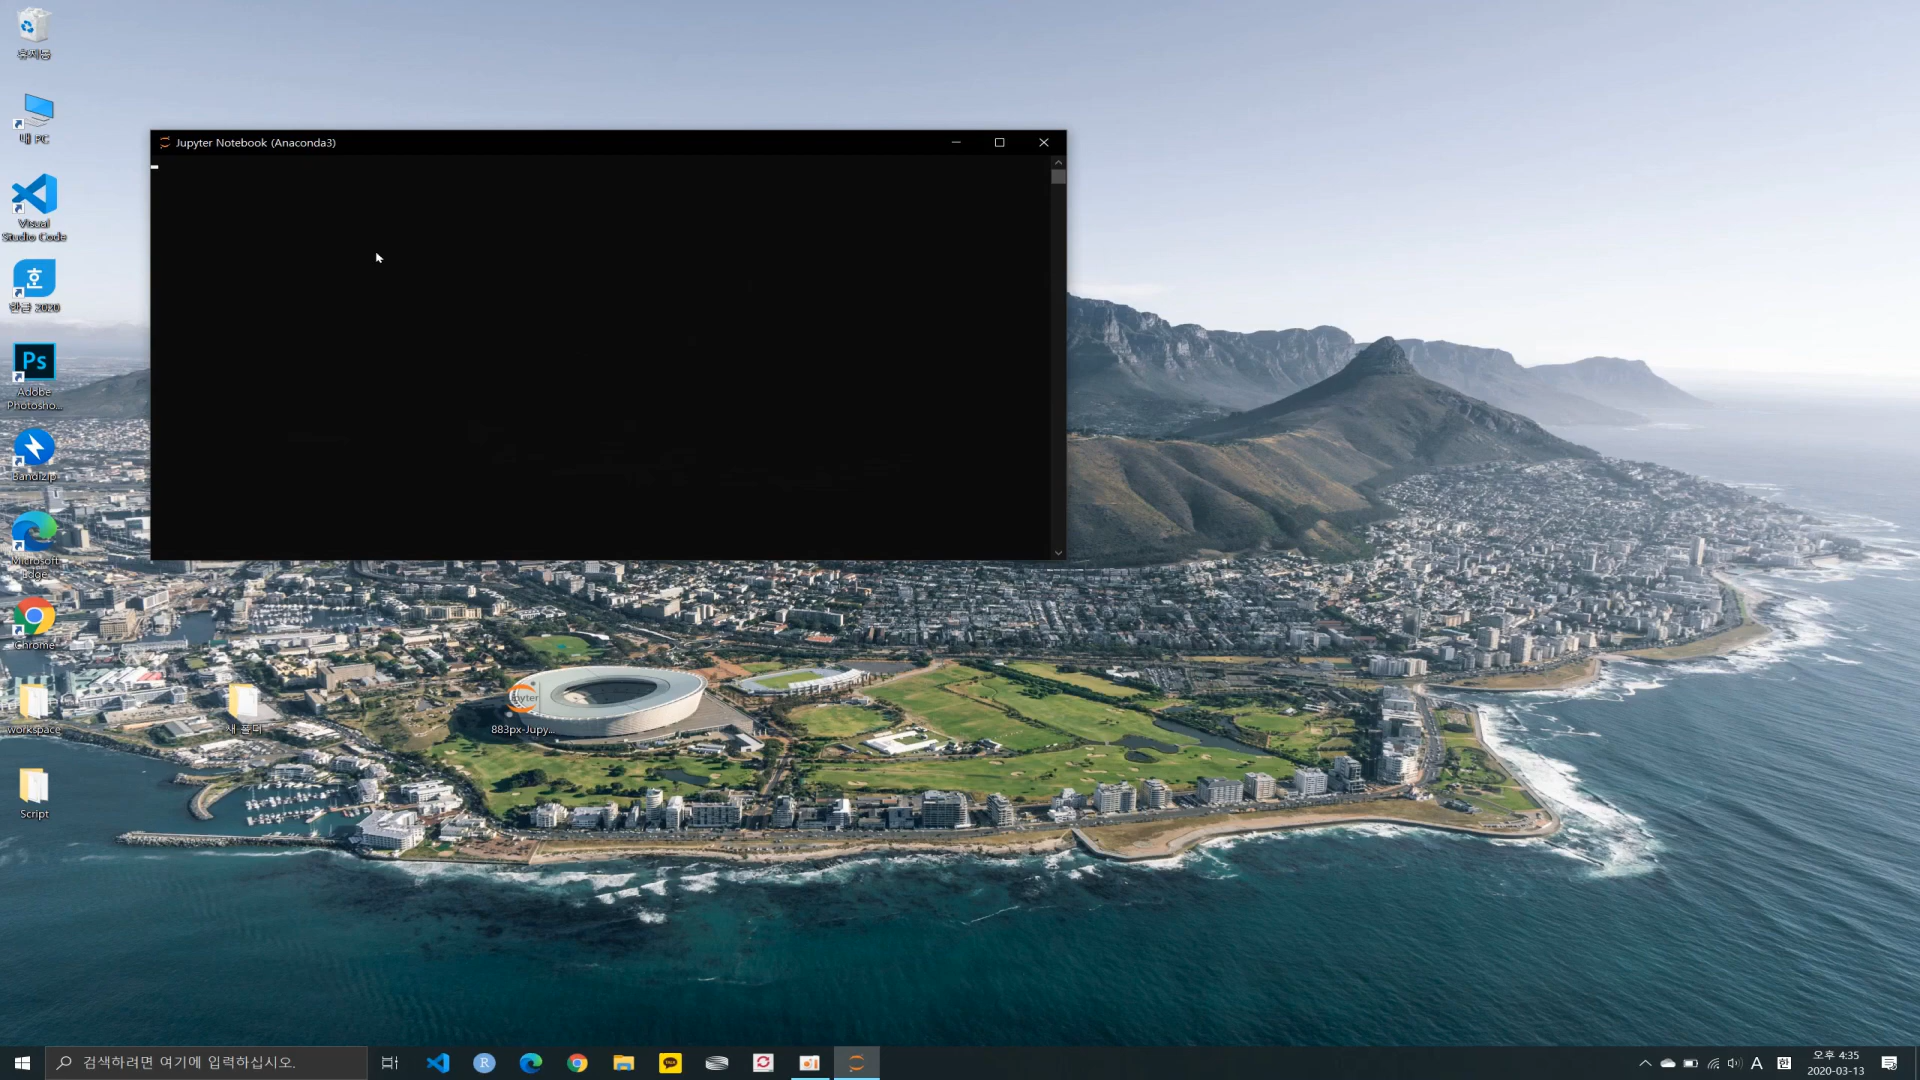 휴지통
내 PC
Visual
Studio Code
한글 2020
Adobe
Photosho...
Bandizip
Microsoft
Edge
Chrome
workspace
Script
새 폴더
883px-Jupy...
Jupyter Notebook (Anaconda3)
검색하려면 여기에 입력하십시오.
A
한
오후 4:35
2020-03-13